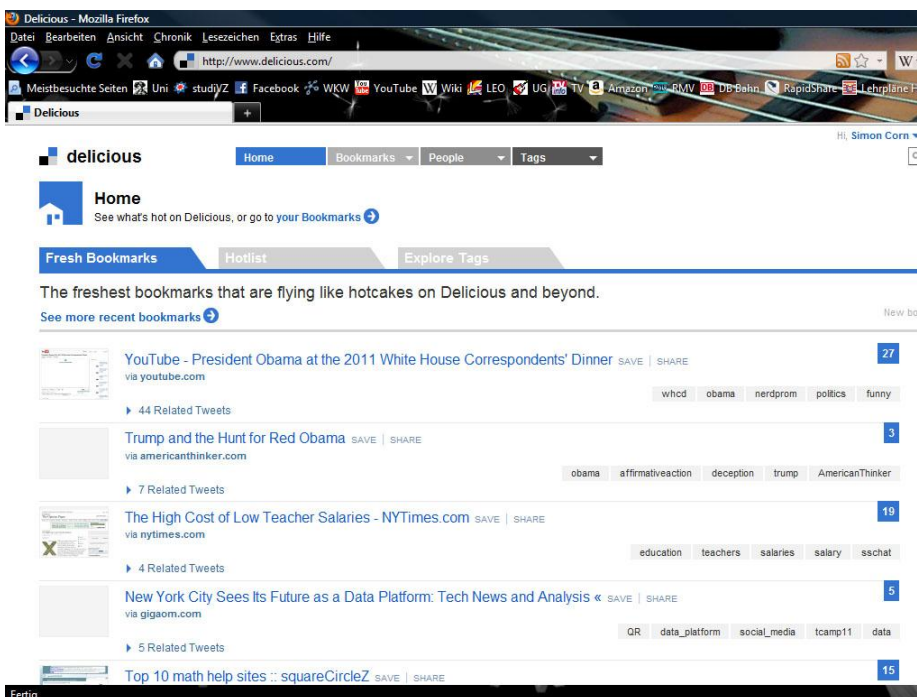 Delicious - Mozilla Firefox
Datei Bearbeiten Ansicht Chronik Lesezeichen Extras Hilfe
http://www.delicious.com/
W
Meistbesuchte Seiten Uni studiVZ Facebook WKW YouTube Wiki LEO UG TV Amazon RMV DB Bahn RapidShare Lehrpläne H
Delicious
Hi, Simon Corn
delicious Home Bookmarks People Tags
Home
See what's hot on Delicious, or go to your Bookmarks
Fresh Bookmarks Hotlist Explore Tags
The freshest bookmarks that are flying like hotcakes on Delicious and beyond.
See more recent bookmarks New bo
YouTube - President Obama at the 2011 White House Correspondents' Dinner SAVE | SHARE 27
via youtube.com
whcd obama nerdprom politics funny
44 Related Tweets
Trump and the Hunt for Red Obama SAVE | SHARE 3
via americanthinker.com
obama affirmativeaction deception trump AmericanThinker
7 Related Tweets
The High Cost of Low Teacher Salaries - NYTimes.com SAVE | SHARE 19
via nytimes.com
education teachers salaries salary sschat
4 Related Tweets
New York City Sees Its Future as a Data Platform: Tech News and Analysis « SAVE | SHARE 5
via gigaom.com
QR data_platform social_media tcamp11 data
5 Related Tweets
Top 10 math help sites :: squareCircleZ SAVE | SHARE 15
Fertig